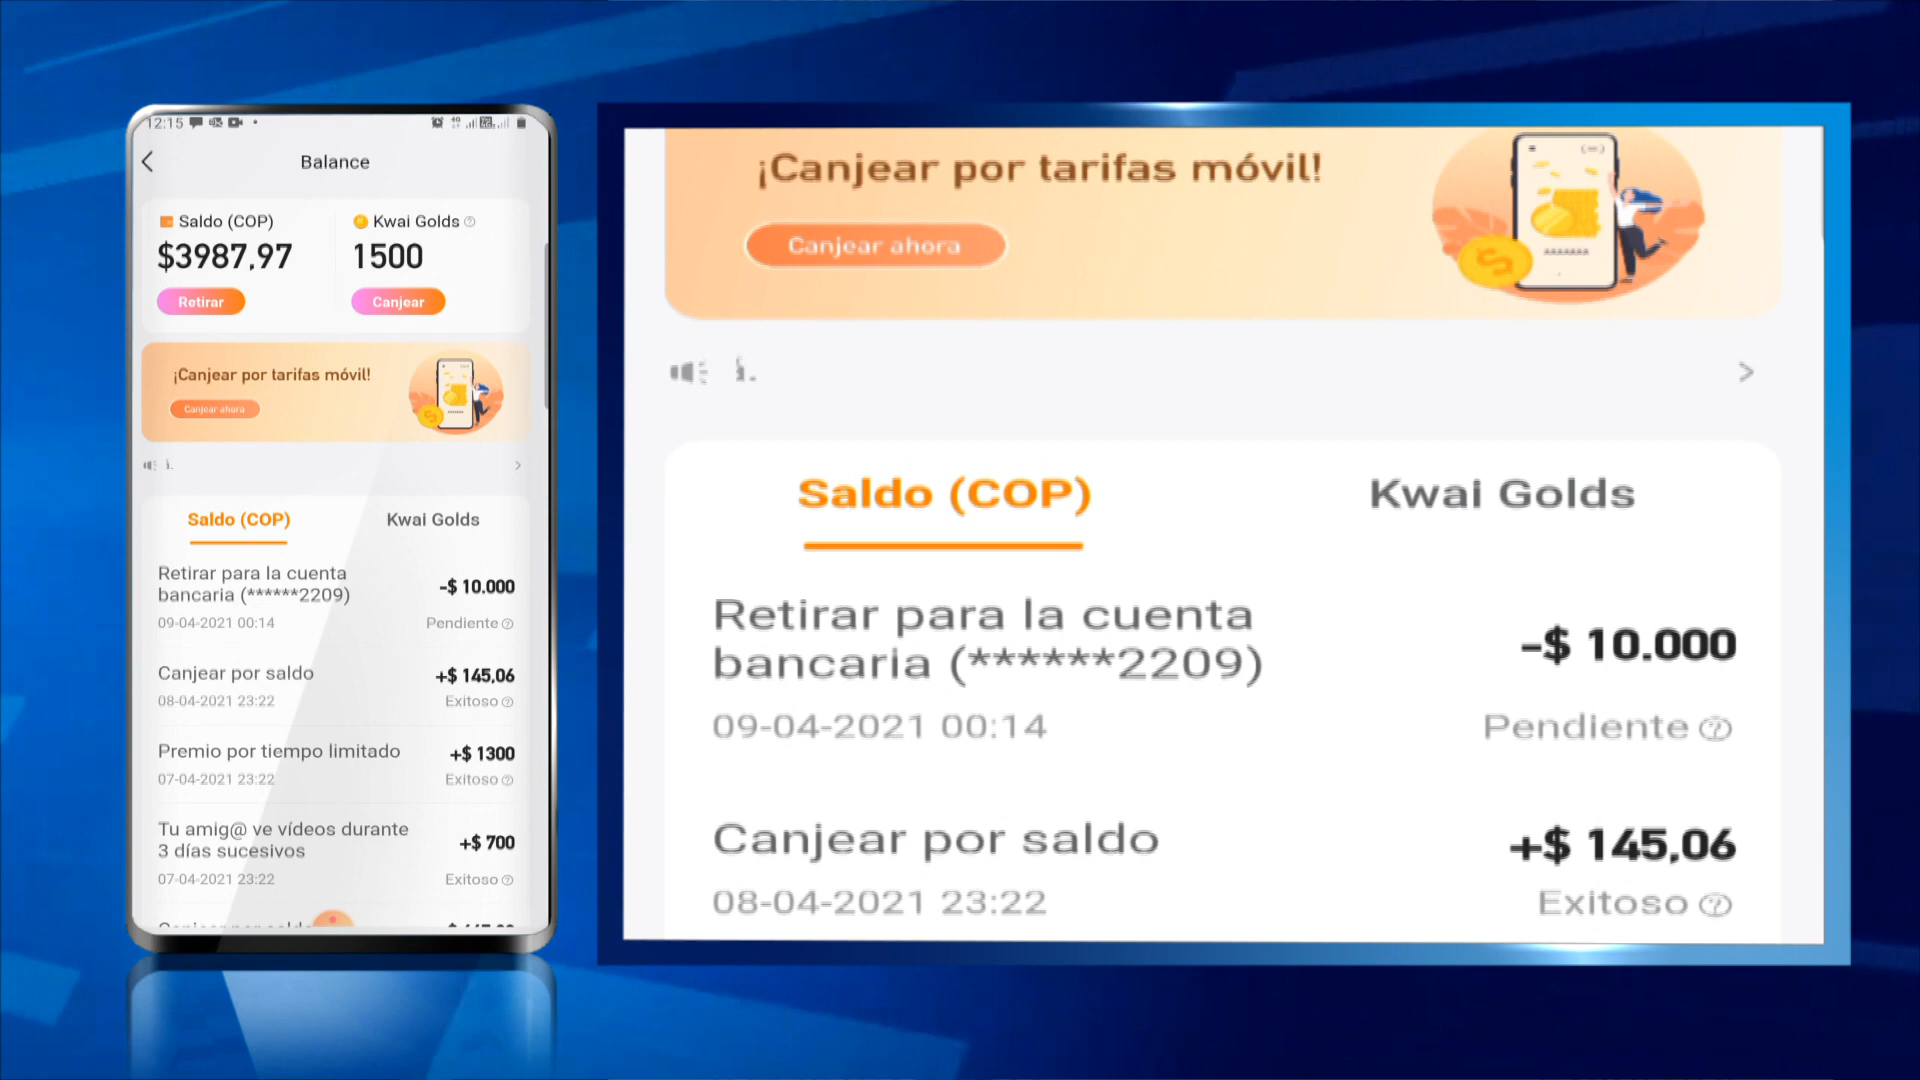 12:15
Balance
Saldo (COP)
Kwai Golds
$3987,97
1500
Retirar
Canjear
¡Canjear por tarifas móvil!
Canjear ahora
Saldo (COP)
Kwai Golds
Retirar para la cuenta
bancaria (******2209)
-$ 10.000
09-04-2021 00:14
Pendiente
Canjear por saldo
+$ 145,06
08-04-2021 23:22
Exitoso
Premio por tiempo limitado
+$ 1300
07-04-2021 23:22
Exitoso
Tu amig@ ve vídeos durante
3 días sucesivos
+$ 700
07-04-2021 23:22
Exitoso
¡Canjear por tarifas móvil!
Canjear ahora
Saldo (COP)
Kwai Golds
Retirar para la cuenta
bancaria (******2209)
-$ 10.000
09-04-2021 00:14
Pendiente
Canjear por saldo
+$ 145,06
08-04-2021 23:22
Exitoso